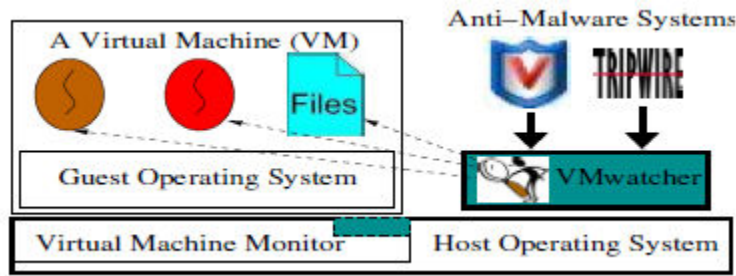 Anti–Malware Systems
A Virtual Machine (VM)
V
TRIPWIRE
Files
Guest Operating System
VMwatcher
Virtual Machine Monitor
Host Operating System